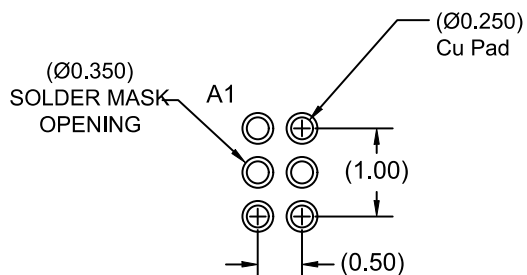 (Ø0.250)
Cu Pad
(Ø0.350)
SOLDER MASK
OPENING
A1
(1.00)
(0.50)